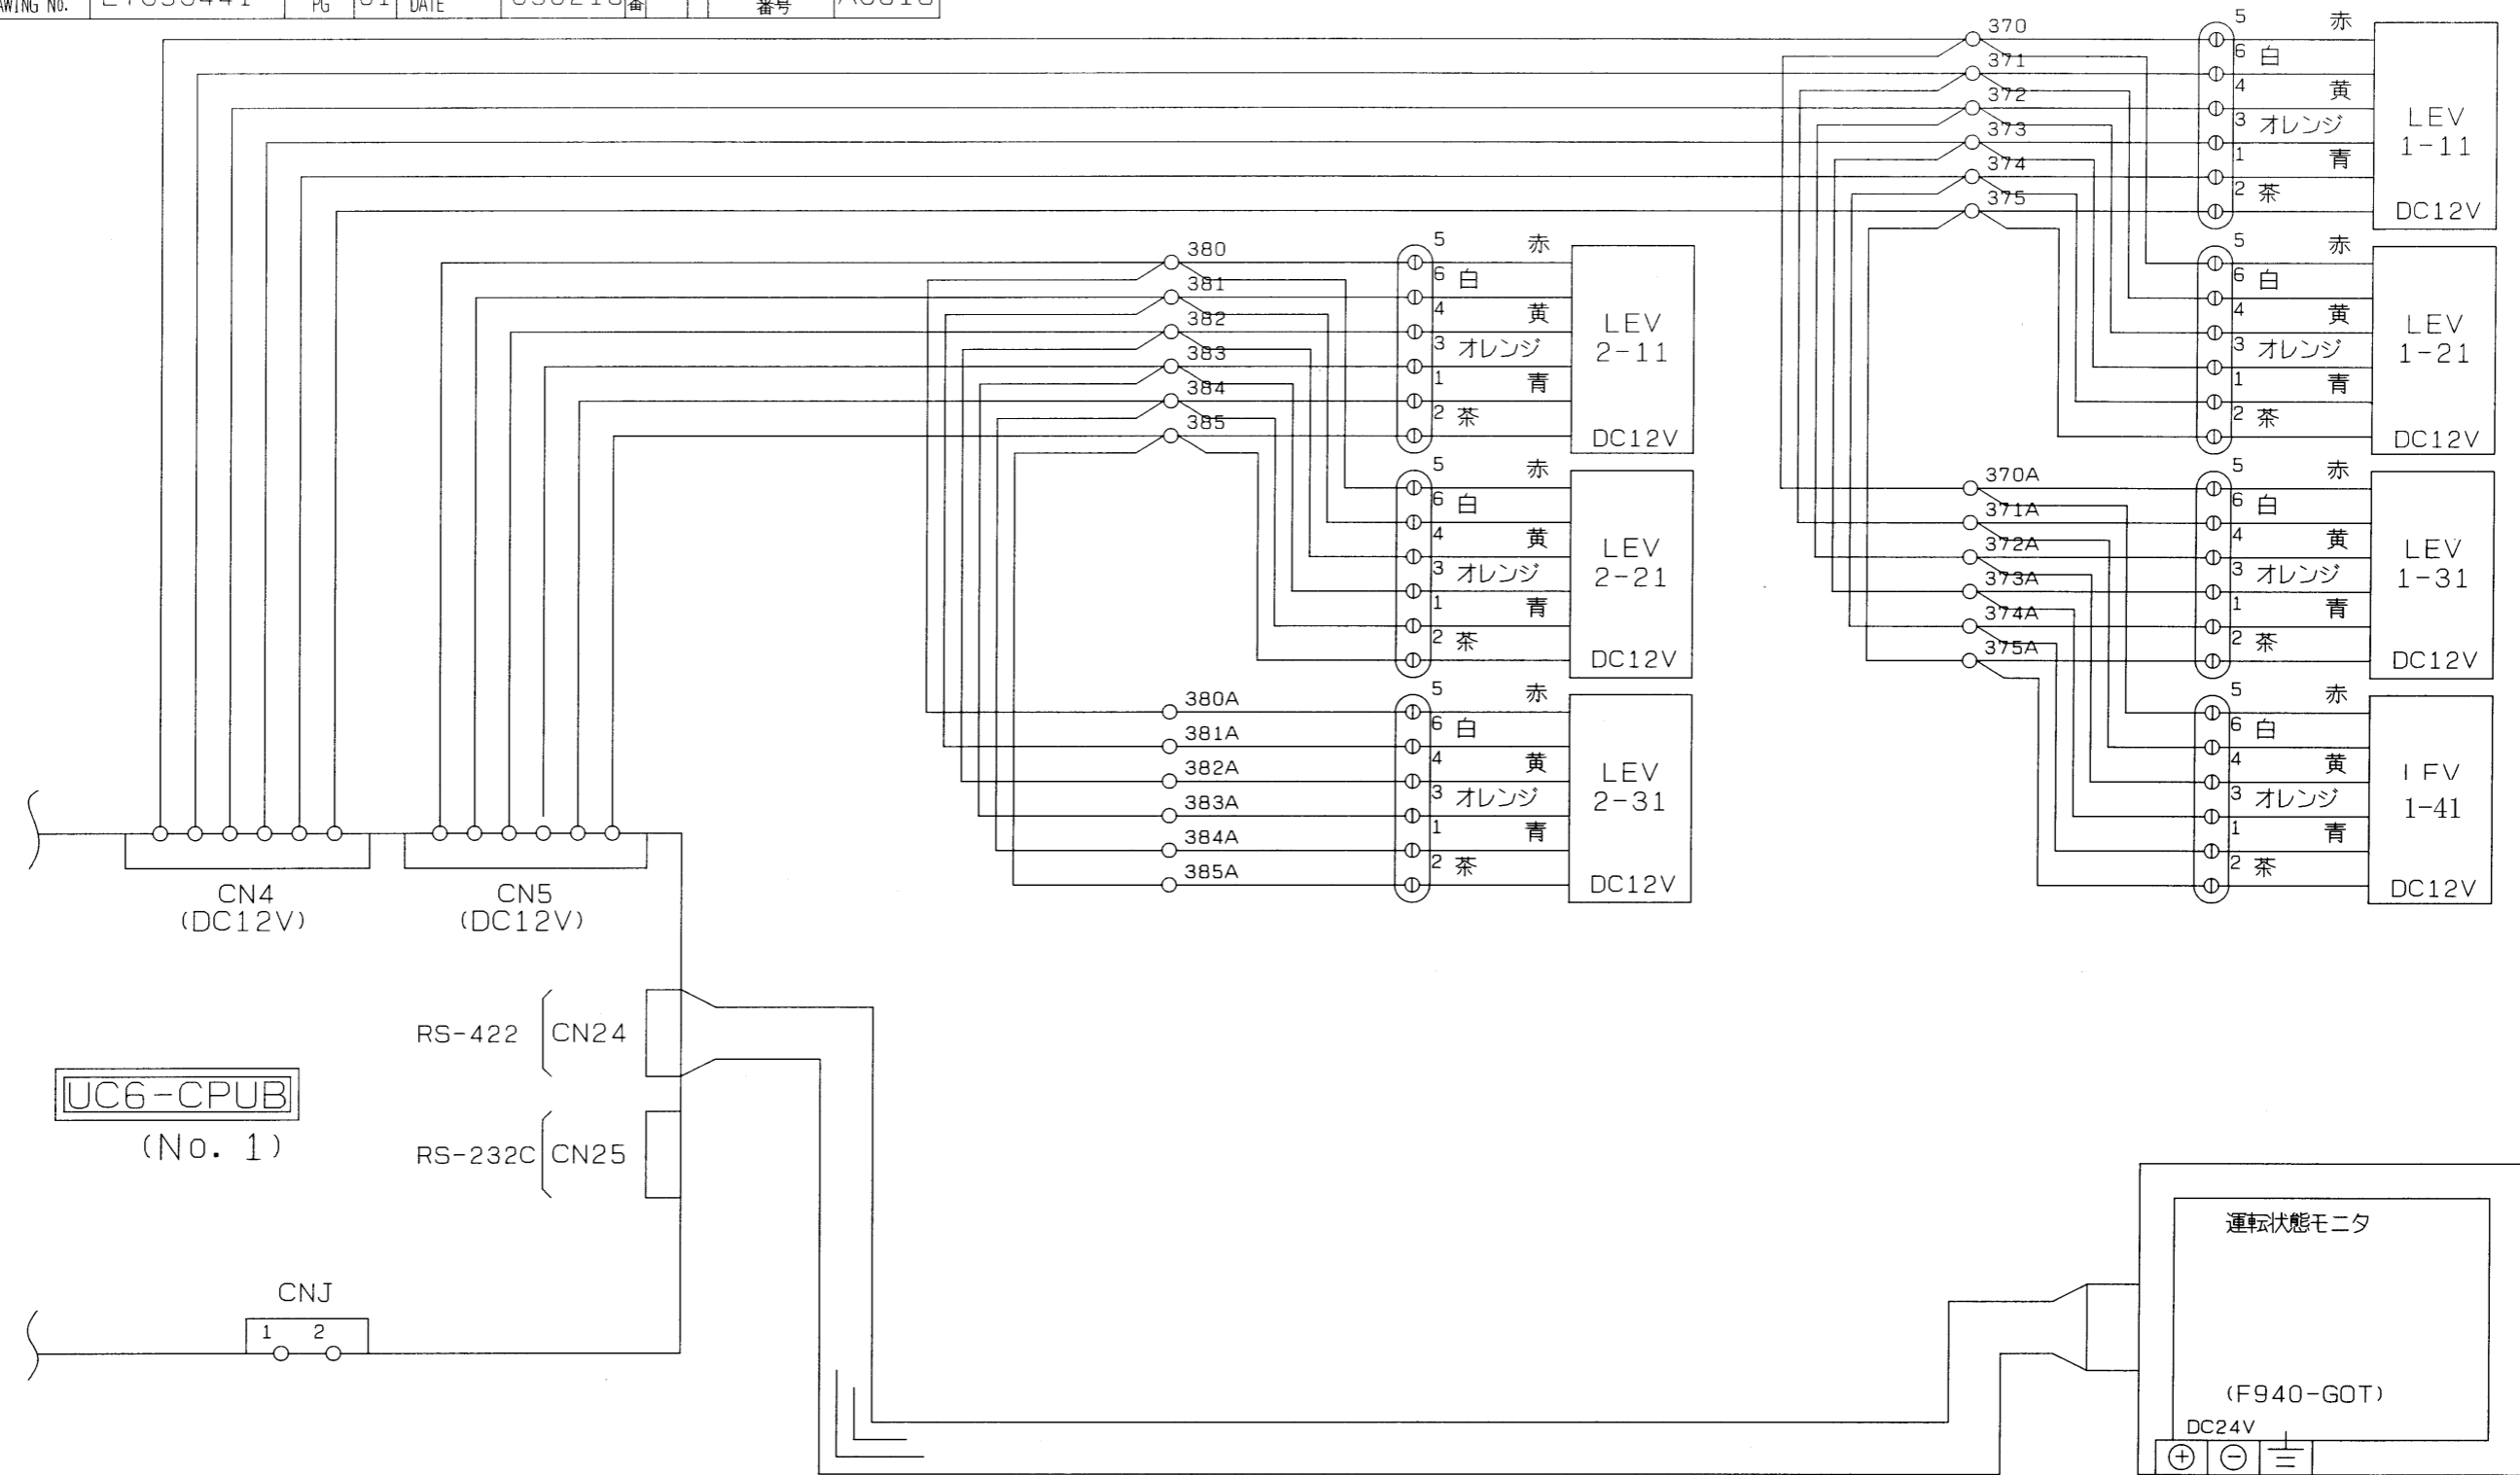 DATE
番
番号
370
371
372
373
374
375
5 赤
6 白
4 黄
3 オレンジ
1 青
2 茶
LEV
1-11
DC12V
5 赤
6 白
4 黄
3 オレンジ
1 青
2 茶
LEV
1-21
DC12V
380
381
382
383
384
385
5 赤
6 白
4 黄
3 オレンジ
1 青
2 茶
LEV
2-11
DC12V
5 赤
6 白
4 黄
3 オレンジ
1 青
2 茶
LEV
2-21
DC12V
370A
371A
372A
373A
374A
375A
5 赤
6 白
4 黄
3 オレンジ
1 青
2 茶
LEV
1-31
DC12V
380A
381A
382A
383A
384A
385A
5 赤
6 白
4 黄
3 オレンジ
1 青
2 茶
LEV
2-31
DC12V
5 赤
6 白
4 黄
3 オレンジ
1 青
2 茶
LEV
1-41
DC12V
CN4
(DC12V)
CN5
(DC12V)
RS-422 CN24
UC6-CPUB
(No. 1)
RS-232C CN25
CNJ
1 2
運転状態モニタ
(F940-GOT)
DC24V
+ −